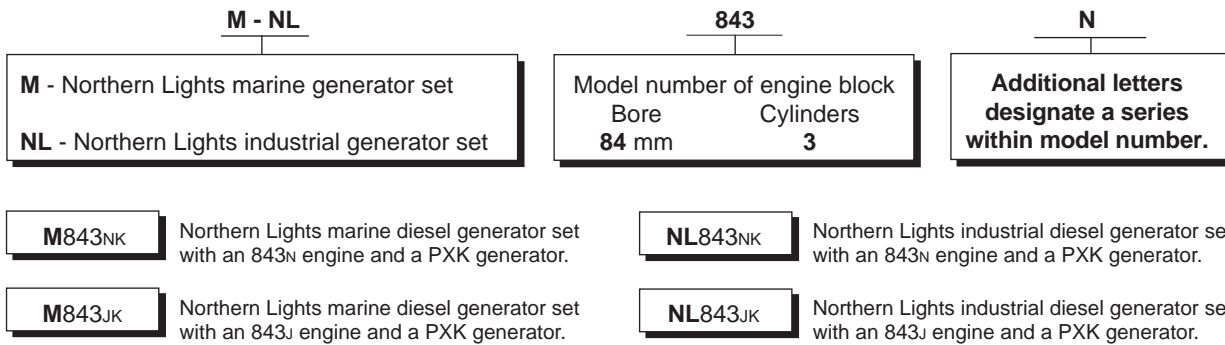 M - NL
843
N
M - Northern Lights marine generator set
NL - Northern Lights industrial generator set
Model number of engine block
Bore Cylinders
84 mm 3
Additional letters
designate a series
within model number.
M843NK
Northern Lights marine diesel generator set
with an 843N engine and a PXK generator.
NL843NK
Northern Lights industrial diesel generator se
with an 843N engine and a PXK generator.
M843JK
Northern Lights marine diesel generator set
with an 843J engine and a PXK generator.
NL843JK
Northern Lights industrial diesel generator se
with an 843J engine and a PXK generator.